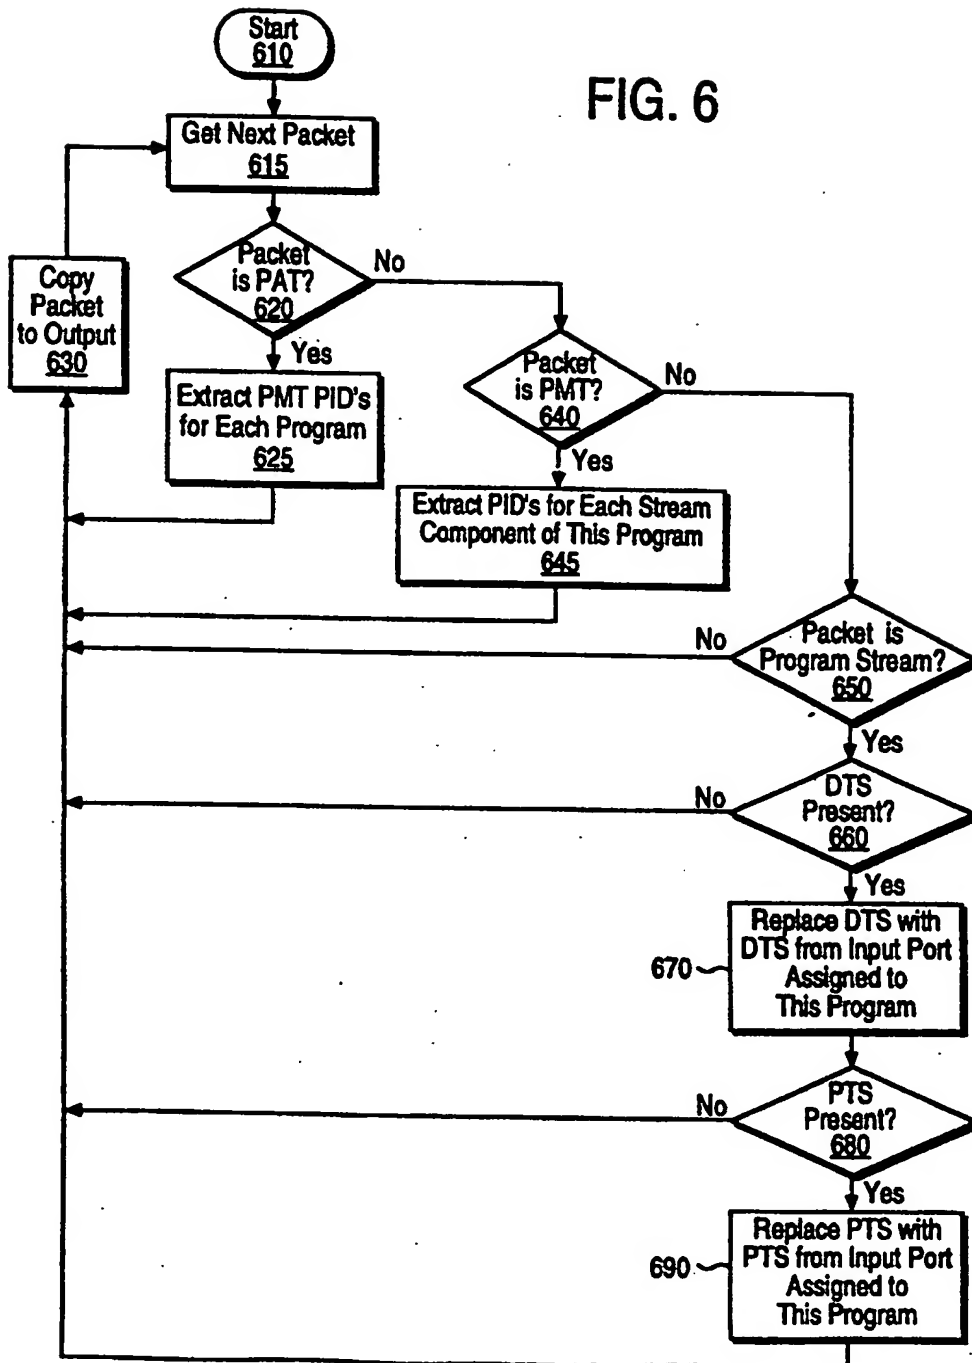 FIG. 6
Start
610
Get Next Packet
615
Packet
is PAT?
620
No
Yes
Copy
Packet
to Output
630
Extract PMT PID's
for Each Program
625
Packet
is PMT?
640
No
Yes
Extract PID's for Each Stream
Component of This Program
645
Packet is
Program Stream?
650
No
Yes
DTS
Present?
660
No
Yes
Replace DTS with
DTS from Input Port
Assigned to
This Program
670
PTS
Present?
680
No
Yes
Replace PTS with
PTS from Input Port
Assigned to
This Program
690